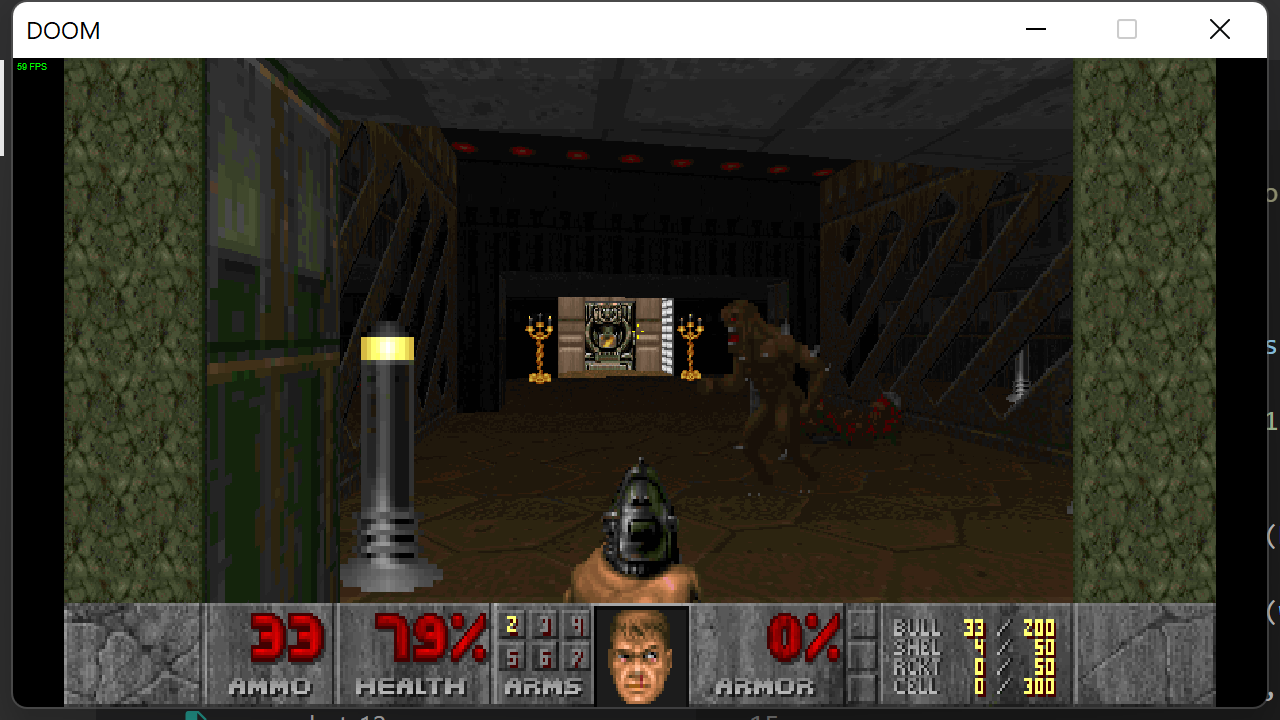 DOOM
59 FPS
33
79%
2 3 4
5 6 7
0%
AMMO
HEALTH
ARMS
ARMOR
BULL 33 / 200
SHEL 4 / 50
RCKT 0 / 50
CELL 0 / 300
s
1
(
(